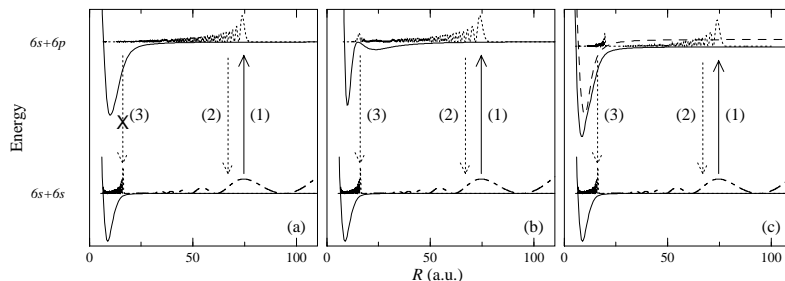 6s+6p
Energy
X (3) (2) (1)
(3) (2) (1)
(3) (2) (1)
6s+6s
(a) (b) (c)
0 50 100 0 50 100 0 50 100
R (a.u.)